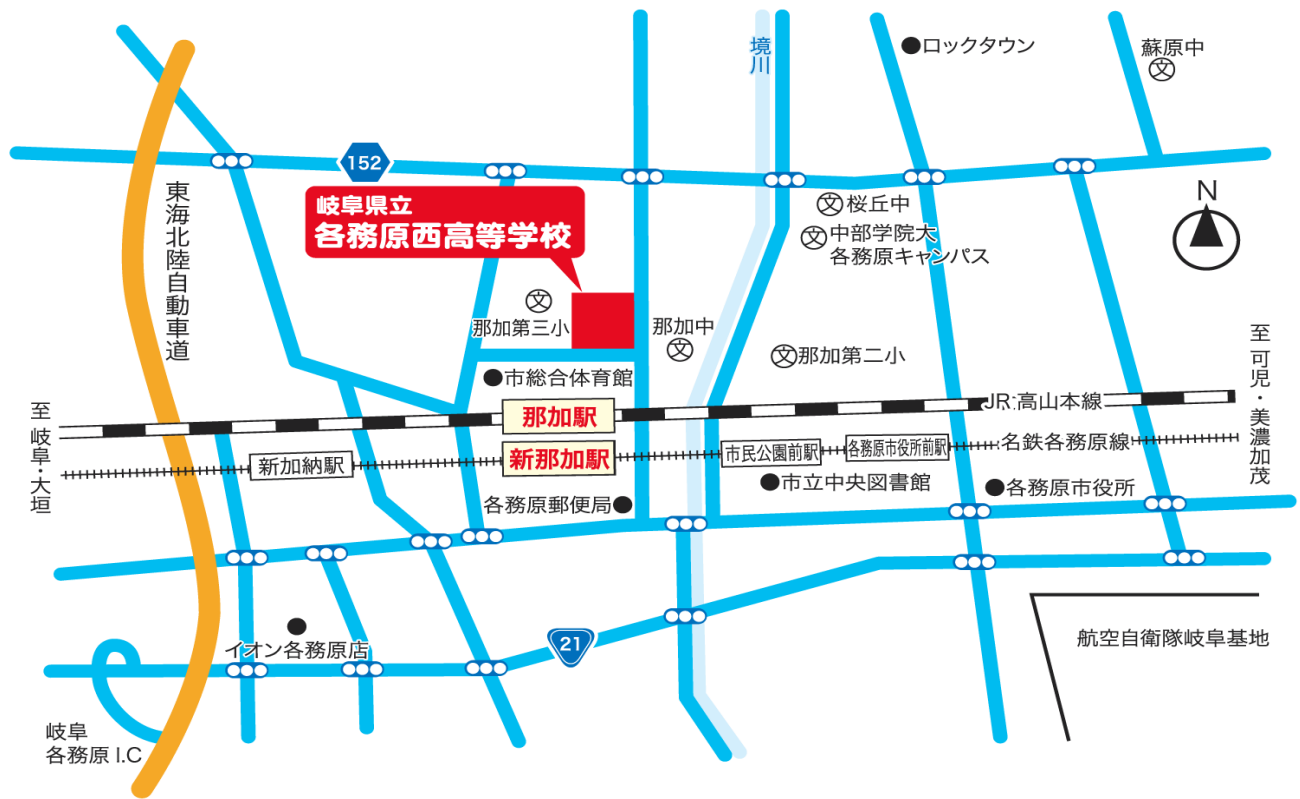 境川
ロックタウン
蘇原中
文
152
東海北陸自動車道
岐阜県立
各務原西高等学校
文桜丘中
文中部学院大
各務原キャンパス
N
文
那加第三小
那加中
文
文那加第二小
市総合体育館
至 岐阜・大垣
至 可児・美濃加茂
那加駅
JR:高山本線
新加納駅
新那加駅
市民公園前駅
各務原市役所前駅
名鉄各務原線
各務原郵便局
市立中央図書館
各務原市役所
イオン各務原店
21
航空自衛隊岐阜基地
岐阜
各務原 I.C